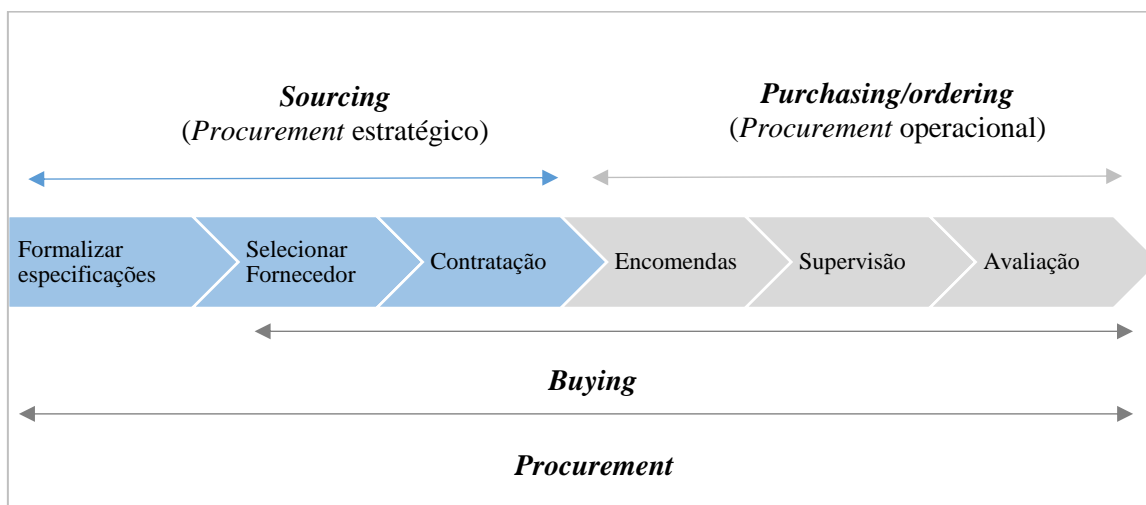 Sourcing
(Procurement estratégico)
Purchasing/ordering
(Procurement operacional)
Formalizar
especificações
Selecionar
Fornecedor
Contratação
Encomendas
Supervisão
Avaliação
Buying
Procurement